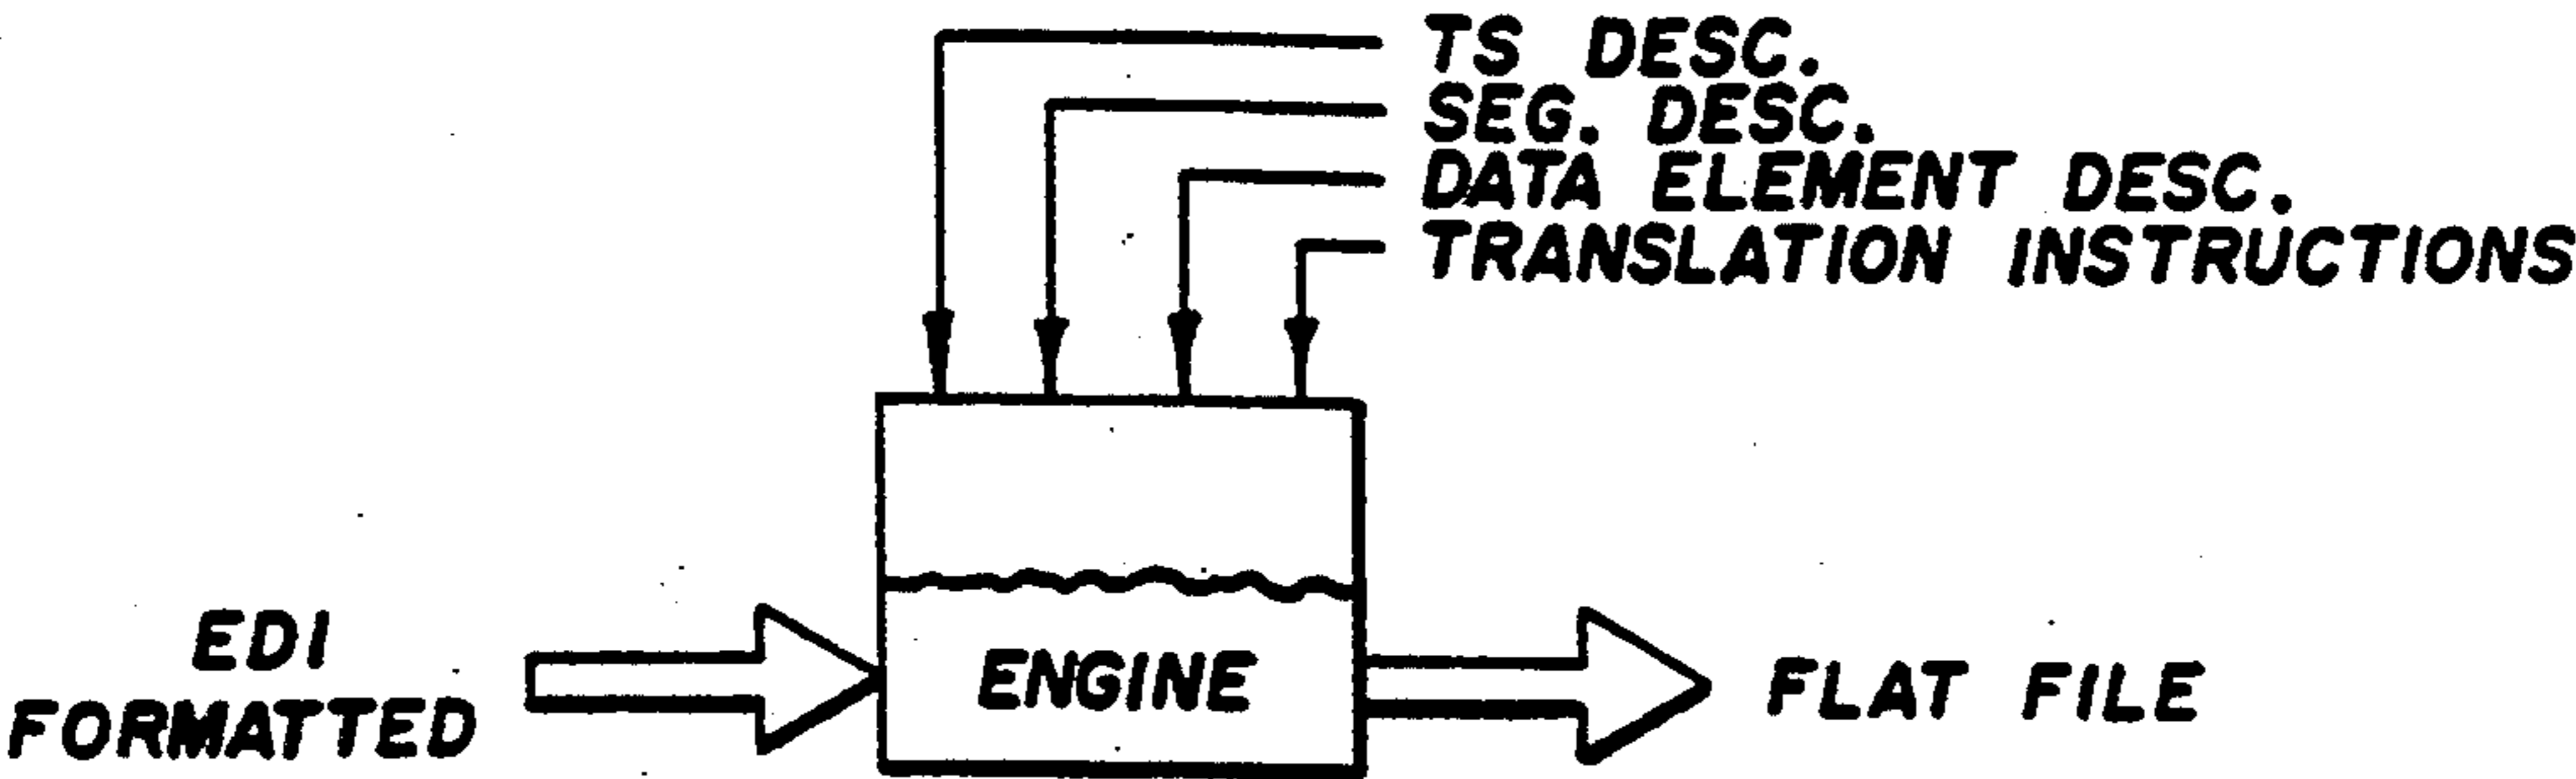 TS DESC.
SEG. DESC.
DATA ELEMENT DESC.
TRANSLATION INSTRUCTIONS
EDI
FORMATTED
ENGINE
FLAT FILE